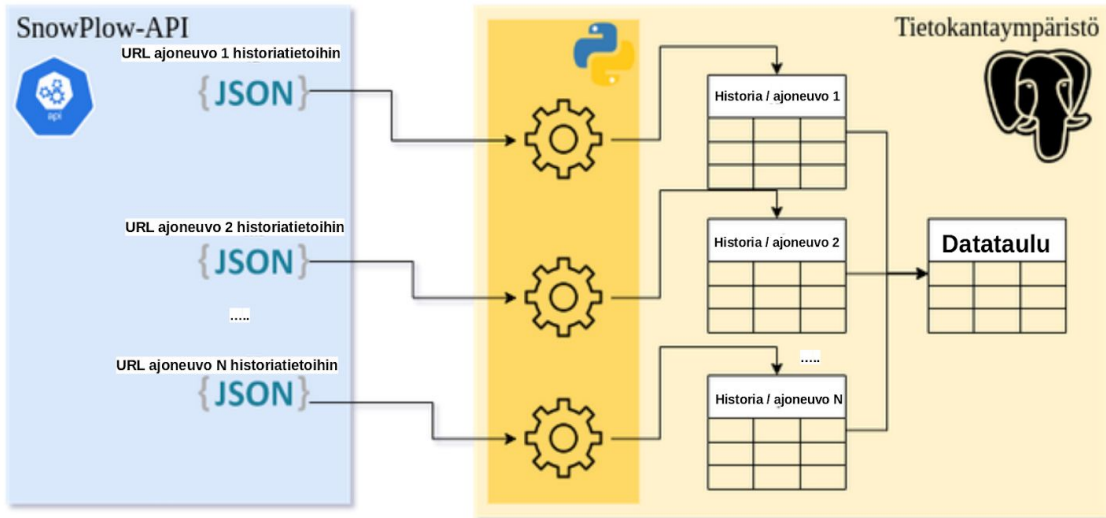 SnowPlow-API
URL ajoneuvo 1 historiatietoihin
{JSON}
api
URL ajoneuvo 2 historiatietoihin
{JSON}
.....
URL ajoneuvo N historiatietoihin
{JSON}
Tietokantaympäristö
Historia / ajoneuvo 1
Historia / ajoneuvo 2
.....
Historia / ajoneuvo N
Datataulu